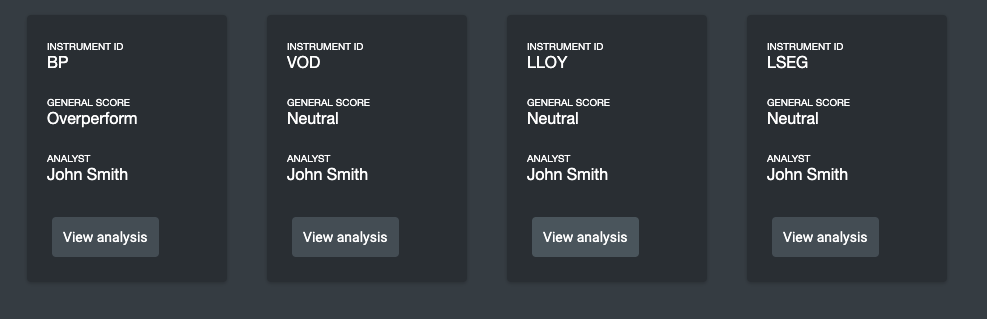 INSTRUMENT ID
BP
GENERAL SCORE
Overperform
ANALYST
John Smith
View analysis
INSTRUMENT ID
VOD
GENERAL SCORE
Neutral
ANALYST
John Smith
View analysis
INSTRUMENT ID
LLOY
GENERAL SCORE
Neutral
ANALYST
John Smith
View analysis
INSTRUMENT ID
LSEG
GENERAL SCORE
Neutral
ANALYST
John Smith
View analysis